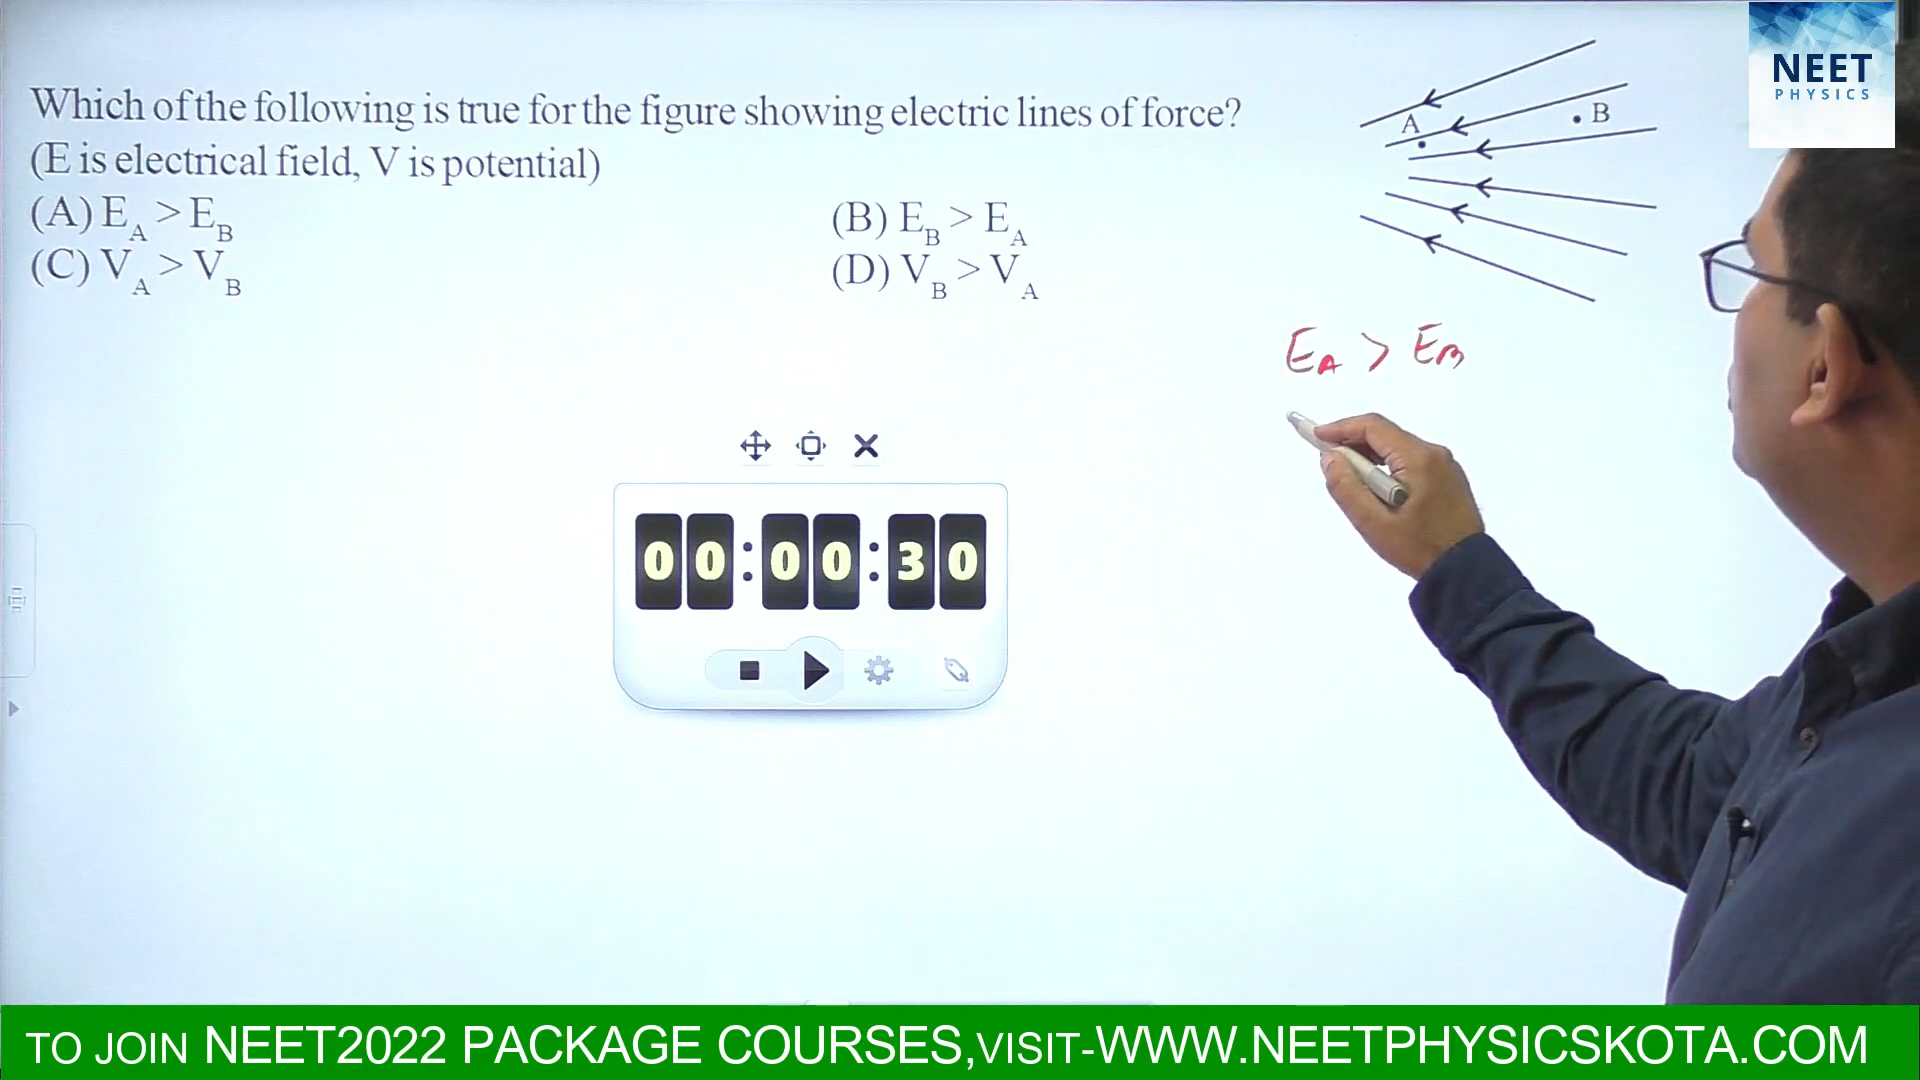 Which of the following is true for the figure showing electric lines of force?
(E is electrical field, V is potential)
(A) E_A > E_B
(B) E_B > E_A
(C) V_A > V_B
(D) V_B > V_A
A
B
NEET
PHYSICS
E_A > E_B
00:00:30
TO JOIN NEET2022 PACKAGE COURSES,VISIT-WWW.NEETPHYSICSKOTA.COM